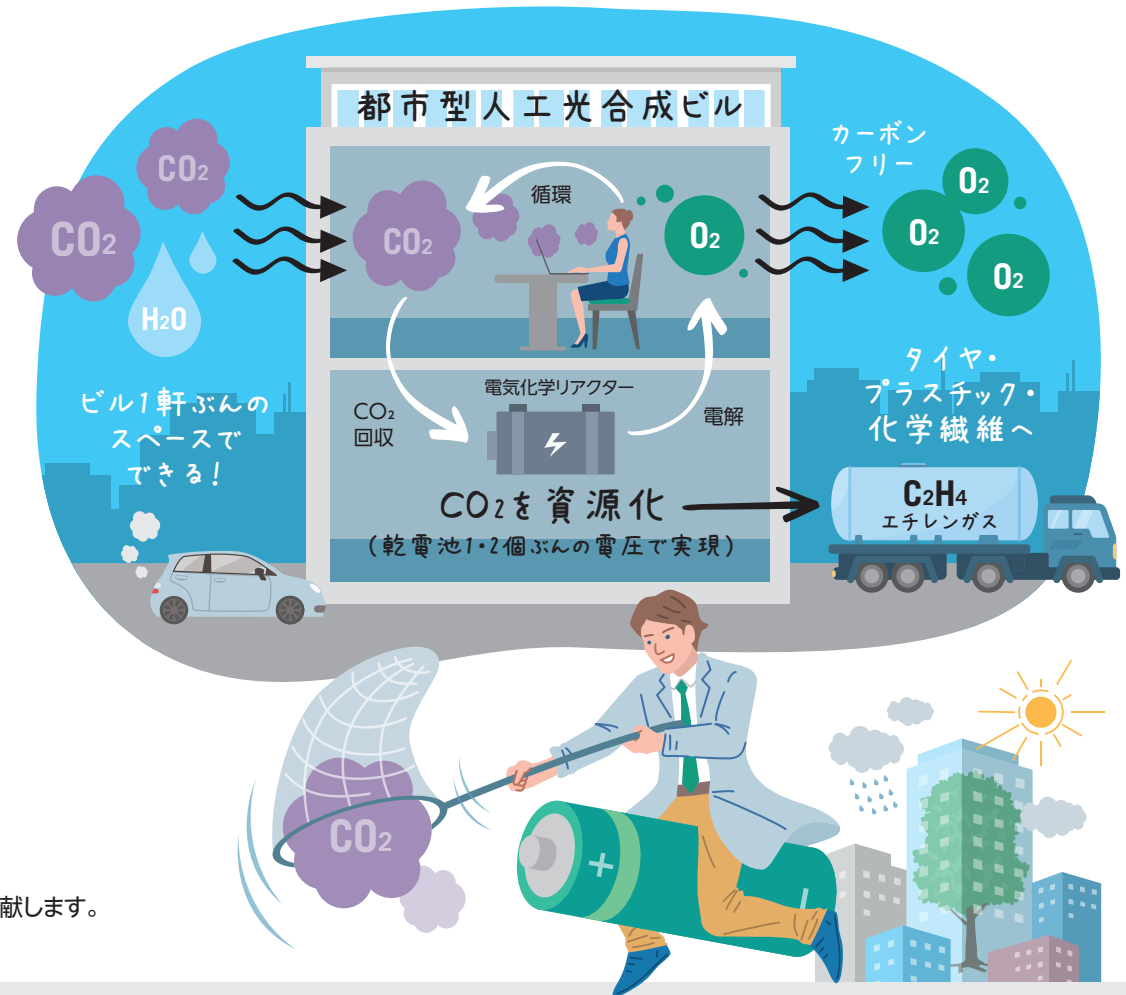 都市型人工光合成ビル
CO2
CO2
H2O
ビル1軒ぶんの
スペースで
できる!
循環
CO2
O2
カーボン
フリー
O2
O2
O2
CO2
回収
電気化学リアクター
電解
CO2を資源化
(乾電池1・2個ぶんの電圧で実現)
タイヤ・
プラスチック・
化学繊維へ
C2H4
エチレンガス
CO2
+
献します。